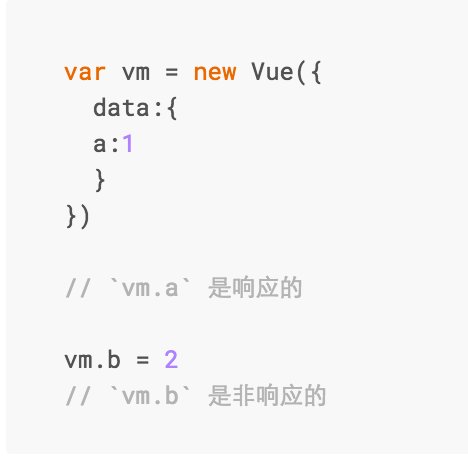 var vm = new Vue({
  data:{
  a:1
  }
})

// `vm.a` 是响应的

vm.b = 2
// `vm.b` 是非响应的